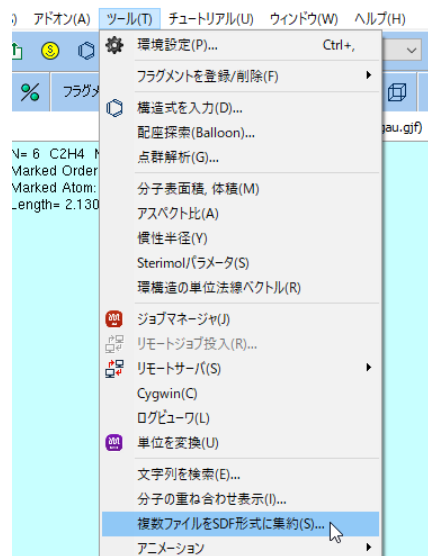 アドオン(A) ツール(T) チュートリアル(U) ウィンドウ(W) ヘルプ(H)
環境設定(P)... Ctrl+,
フラグメントを登録/削除(F)
構造式を入力(D)...
配座探索(Balloon)...
点群解析(G)...
分子表面積, 体積(M)
アスペクト比(A)
慣性半径(Y)
Sterimolパラメータ(S)
環構造の単位法線ベクトル(R)
ジョブマネージャ(J)
リモートジョブ投入(R)...
リモートサーバ(S)
Cygwin(C)
ログビューワ(L)
単位を変換(U)
文字列を検索(E)...
分子の重ね合わせ表示(I)...
複数ファイルをSDF形式に集約(S)...
アニメーション
フラグメ
gau.gjf)
N= 6 C2H4
Marked Order
Marked Atom:
Length= 2.130